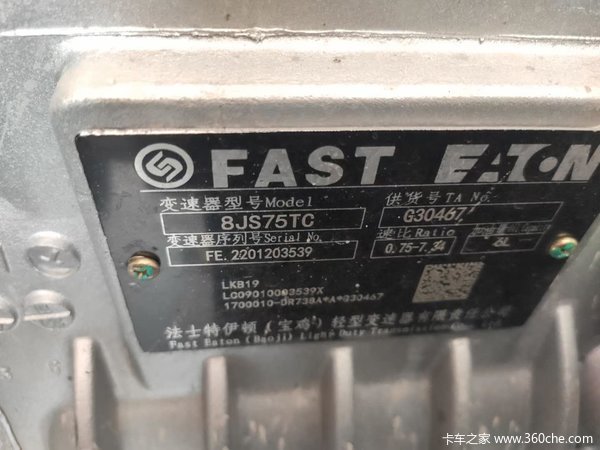 FAST EATON
变速器型号Model 供货号TA No.
8JS75TC G30467
变速器序列号Serial No. 速比Ratio
FE.2201203539 0.75-7.34
LKB19
1700010-DR738A*A*G30467
法士特伊顿（宝鸡）轻型变速器有限责任公司
Fast Eaton (Baoji) Light Duty Transmission Co., Ltd
卡车之家 www.360che.com